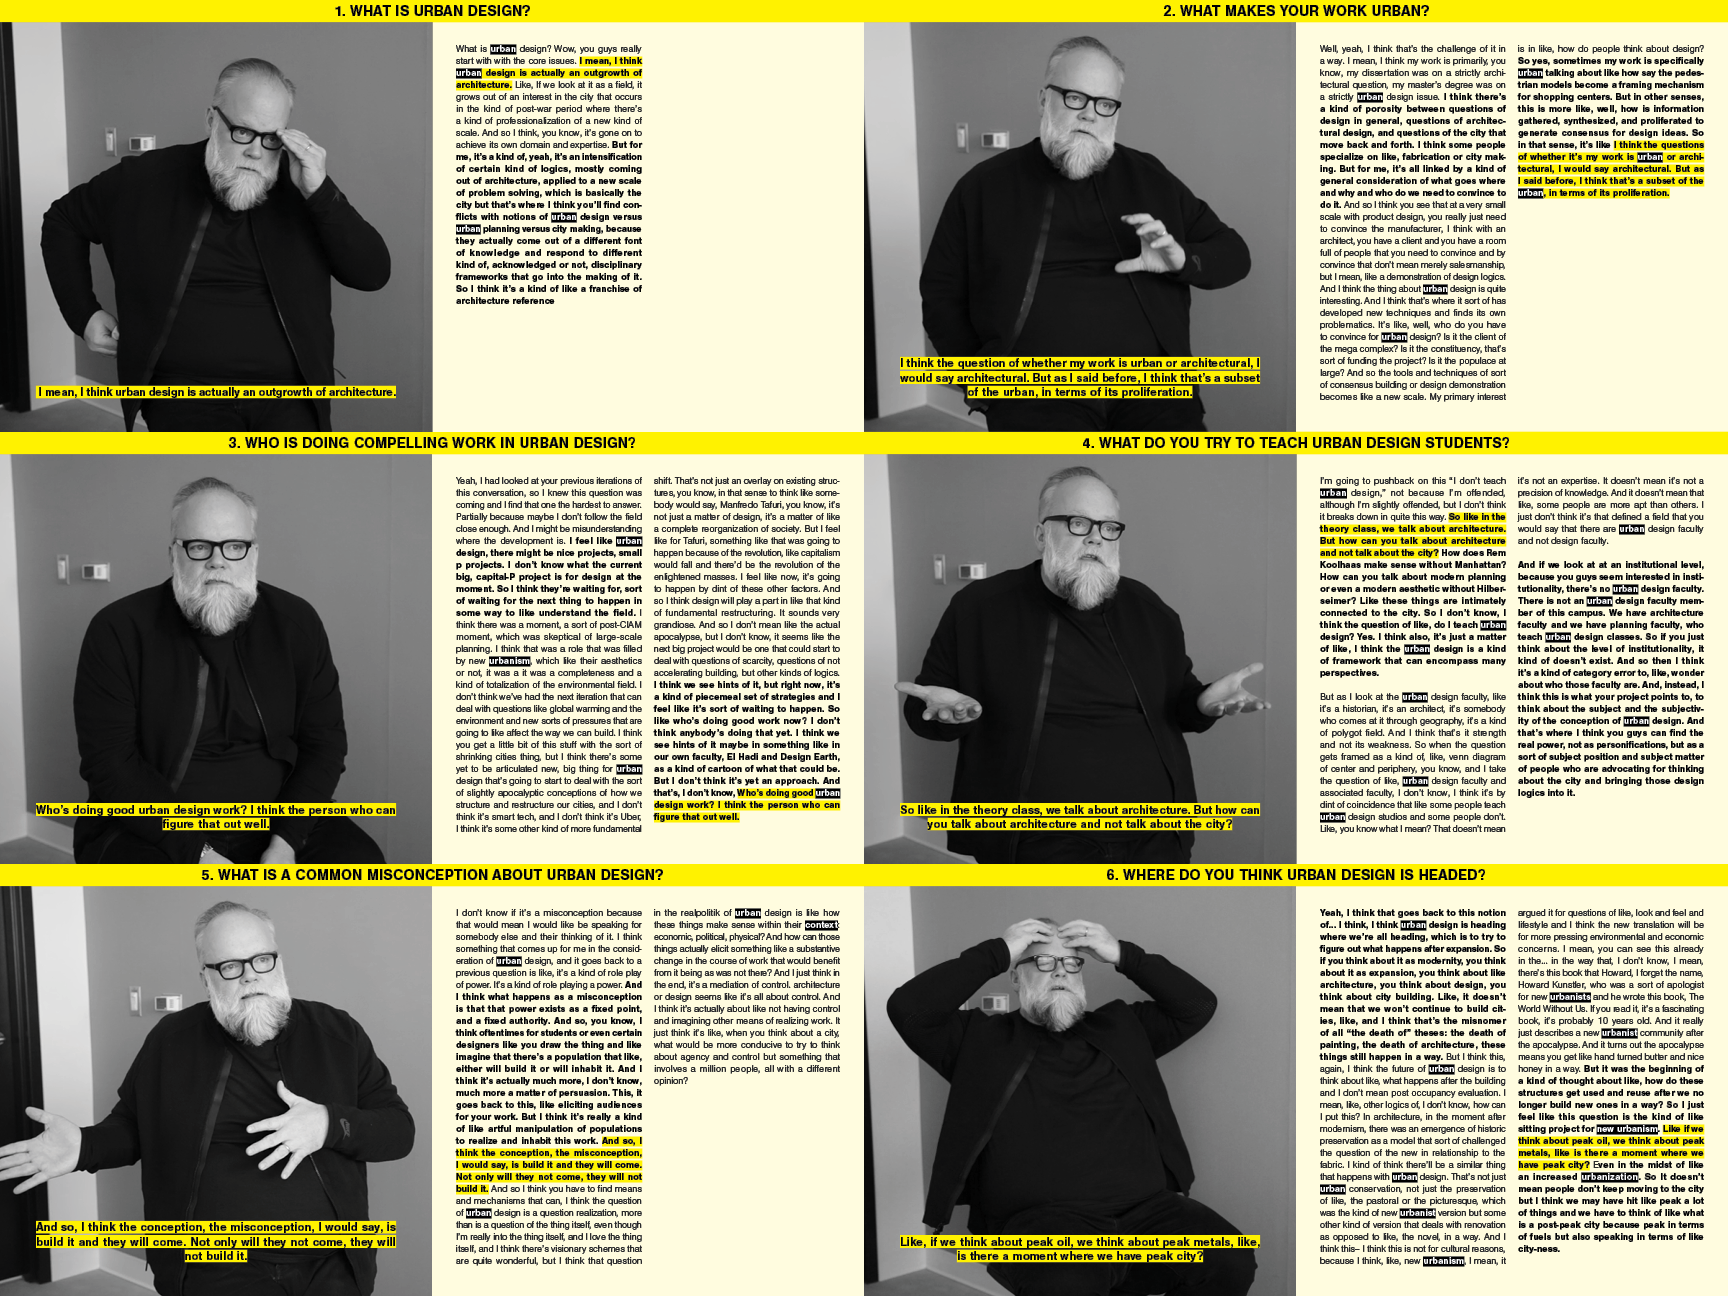 1. WHAT IS URBAN DESIGN?
I mean, I think urban design is actually an outgrowth of architecture.
What is urban design? Wow, you guys really
start with with the core issues. I mean, I think
urban design is actually an outgrowth of
architecture. Like, If we look at it as a field, it
grows out of an interest in the city that occurs
in the kind of post-war period where there's
a kind of professionalization of a new kind of
scale. And so I think, you know, it's gone on to
achieve its own domain and expertise. But for
me, it's a kind of, yeah, it's an intensification
of certain kind of logics, mostly coming
out of architecture, applied to a new scale
of problem solving, which is basically the
city but that's where I think you'll find con-
flicts with notions of urban design versus
urban planning versus city making, because
they actually come out of a different font
of knowledge and respond to different
kind of, acknowledged or not, disciplinary
frameworks that go into the making of it.
So I think it's a kind of like a franchise of
architecture reference
2. WHAT MAKES YOUR WORK URBAN?
I think the question of whether my work is urban or architectural, I
would say architectural. But as I said before, I think that's a subset
of the urban, in terms of its proliferation.
Well, yeah, I think that's the challenge of it in
a way. I mean, I think my work is primarily, you
know, my dissertation was on a strictly archi-
tectural question, my master's degree was on
a strictly urban design issue. I think there's
a kind of porosity between questions of
design in general, questions of architec-
tural design, and questions of the city that
move back and forth. I think some people
specialize on like, fabrication or city mak-
ing. But for me, it's all linked by a kind of
general consideration of what goes where
and why and who do we need to convince to
do it. And so I think you see that at a very small
scale with product design, you really just need
to convince the manufacturer, I think with an
architect, you have a client and you have a room
full of people that you need to convince and by
convince that don't mean merely salesmanship,
but I mean, like a demonstration of design logics.
And I think the thing about urban design is quite
interesting. And I think that's where it sort of has
developed new techniques and finds its own
problematics. It's like, well, who do you have
to convince for urban design? Is it the client of
the mega complex? Is it the constituency, that's
sort of funding the project? Is it the populace at
large? And so the tools and techniques of sort
of consensus building or design demonstration
becomes like a new scale. My primary interest
is in like, how do people think about design?
So yes, sometimes my work is specifically
urban talking about like how say the pedes-
trian models become a framing mechanism
for shopping centers. But in other senses,
this is more like, well, how is information
gathered, synthesized, and proliferated to
generate consensus for design ideas. So
in that sense, it's like I think the questions
of whether it's my work is urban or archi-
tectural, I would say architectural. But as
I said before, I think that's a subset of the
urban, in terms of its proliferation.
3. WHO IS DOING COMPELLING WORK IN URBAN DESIGN?
Who's doing good urban design work? I think the person who can
figure that out well.
Yeah, I had looked at your previous iterations of
this conversation, so I knew this question was
coming and I find that one the hardest to answer.
Partially because maybe I don't follow the field
close enough. And I might be misunderstanding
where the development is. I feel like urban
design, there might be nice projects, small
p projects. I don't know what the current
big, capital-P project is for design at the
moment. So I think they're waiting for, sort
of waiting for the next thing to happen in
some way to like understand the field. I
think there was a moment, a sort of post-CIAM
moment, which was skeptical of large-scale
planning. I think that was a role that was filled
by new urbanism, which like their aesthetics
or not, it was a it was a completeness and a
kind of totalization of the environmental field. I
don't think we've had the next iteration that can
deal with questions like global warming and the
environment and new sorts of pressures that are
going to like affect the way we can build. I think
you get a little bit of this stuff with the sort of
shrinking cities thing, but I think there's some
yet to be articulated new, big thing for urban
design that's going to start to deal with the sort
of slightly apocalyptic conceptions of how we
structure and restructure our cities, and I don't
think it's smart tech, and I don't think it's Uber,
I think it's some other kind of more fundamental
shift. That's not just an overlay on existing struc-
tures, you know, in that sense to think like some-
body would say, Manfredo Tafuri, you know, it's
not just a matter of design, it's a matter of like
a complete reorganization of society. But I feel
like for Tafuri, something like that was going to
happen because of the revolution, like capitalism
would fall and there'd be the revolution of the
enlightened masses. I feel like now, it's going
to happen by dint of these other factors. And
so I think design will play a part in like that kind
of fundamental restructuring. It sounds very
grandiose. And so I don't mean like the actual
apocalypse, but I don't know, it seems like the
next big project would be one that could start to
deal with questions of scarcity, questions of not
accelerating building, but other kinds of logics.
I think we see hints of it, but right now, it's
a kind of piecemeal set of strategies and I
feel like it's sort of waiting to happen. So
like who's doing good work now? I don't
think anybody's doing that yet. I think we
see hints of it maybe in something like in
our own faculty, El Hadi and Design Earth,
as a kind of cartoon of what that could be.
But I don't think it's yet an approach. And
that's, I don't know, Who's doing good urban
design work? I think the person who can
figure that out well.
4. WHAT DO YOU TRY TO TEACH URBAN DESIGN STUDENTS?
So like in the theory class, we talk about architecture. But how can
you talk about architecture and not talk about the city?
I'm going to pushback on this “I don't teach
urban design,” not because I'm offended,
although I'm slightly offended, but I don't think
it breaks down in quite this way. So like in the
theory class, we talk about architecture.
But how can you talk about architecture
and not talk about the city? How does Rem
Koolhaas make sense without Manhattan?
How can you talk about modern planning
or even a modern aesthetic without Hilber-
seimer? Like these things are intimately
connected to the city. So I don't know, I
think the question of like, do I teach urban
design? Yes. I think also, it's just a matter
of like, I think the urban design is a kind
of framework that can encompass many
perspectives.
But as I look at the urban design faculty, like
it's a historian, it's an architect, it's somebody
who comes at it through geography, it's a kind
of polygot field. And I think that's it strength
and not its weakness. So when the question
gets framed as a kind of, like, venn diagram
of center and periphery, you know, and I take
the question of, like, urban design faculty and
associated faculty, I don't know, I think it's by
dint of coincidence that like some people teach
urban design studios and some people don't.
Like, you know what I mean? That doesn't mean
it's not an expertise. It doesn't mean it's not a
precision of knowledge. And it doesn't mean that
like, some people are more apt than others. I
just don't think it's that defined a field that you
would say that there are urban design faculty
and not design faculty.
And if we look at at an institutional level,
because you guys seem interested in insti-
tutionality, there's no urban design faculty.
There is not an urban design faculty mem-
ber of this campus. We have architecture
faculty and we have planning faculty, who
teach urban design classes. So if you just
think about the level of institutionality, it
kind of doesn't exist. And so then I think
it's a kind of category error to, like, wonder
about who those faculty are. And, instead, I
think this is what your project points to, to
think about the subject and the subjectiv-
ity of the conception of urban design. And
that's where I think you guys can find the
real power, not as personifications, but as a
sort of subject position and subject matter
of people who are advocating for thinking
about the city and bringing those design
logics into it.
5. WHAT IS A COMMON MISCONCEPTION ABOUT URBAN DESIGN?
And so, I think the conception, the misconception, I would say, is
build it and they will come. Not only will they not come, they will
not build it.
I don't know if it's a misconception because
that would mean I would like be speaking for
somebody else and their thinking of it. I think
something that comes up for me in the consid-
eration of urban design, and it goes back to a
previous question is like, it's a kind of role play
of power. It's a kind of role playing a power. And
I think what happens as a misconception
is that that power exists as a fixed point,
and a fixed authority. And so, you know, I
think oftentimes for students or even certain
designers like you draw the thing and like
imagine that there's a population that like,
either will build it or will inhabit it. And I
think it's actually much more, I don't know,
much more a matter of persuasion. This, it
goes back to this, like eliciting audiences
for your work. But I think it's really a kind
of like artful manipulation of populations
to realize and inhabit this work. And so, I
think the conception, the misconception,
I would say, is build it and they will come.
Not only will they not come, they will not
build it. And so I think you have to find means
and mechanisms that can, I think the question
of urban design is a question realization, more
than is a question of the thing itself, even though
I'm really into the thing itself, and I love the thing
itself, and I think there's visionary schemes that
are quite wonderful, but I think that question
in the realpolitik of urban design is like how
these things make sense within their context:
economic, political, physical? And how can those
things actually elicit something like a substantive
change in the course of work that would benefit
from it being as was not there? And I just think in
the end, it's a mediation of control. architecture
or design seems like it's all about control. And
I think it's actually about like not having control
and imagining other means of realizing work. It
just think it's like, when you think about a city,
what would be more conducive to try to think
about agency and control but something that
involves a million people, all with a different
opinion?
6. WHERE DO YOU THINK URBAN DESIGN IS HEADED?
Like, if we think about peak oil, we think about peak metals, like,
is there a moment where we have peak city?
Yeah, I think that goes back to this notion
of... I think, I think urban design is heading
where we're all heading, which is to try to
figure out what happens after expansion. So
if you think about it as modernity, you think
about it as expansion, you think about like
architecture, you think about design, you
think about city building. Like, it doesn't
mean that we won't continue to build cit-
ies, like, and I think that's the misnomer
of all “the death of” theses: the death of
painting, the death of architecture, these
things still happen in a way. But I think this,
again, I think the future of urban design is to
think about like, what happens after the building
and I don't mean post occupancy evaluation. I
mean, like, other logics of, I don't know, how can
I put this? In architecture, in the moment after
modernism, there was an emergence of historic
preservation as a model that sort of challenged
the question of the new in relationship to the
fabric. I kind of think there'll be a similar thing
that happens with urban design. That's not just
urban conservation, not just the preservation
of like, the pastoral or the picturesque, which
was the kind of new urbanist version but some
other kind of version that deals with renovation
as opposed to like, the novel, in a way. And I
think this– I think this is not for cultural reasons,
because I think, like, new urbanism, I mean, it
argued it for questions of like, look and feel and
lifestyle and I think the new translation will be
for more pressing environmental and economic
concerns. I mean, you can see this already
in the... in the way that, I don't know, I mean,
there's this book that Howard, I forget the name,
Howard Kunstler, who was a sort of apologist
for new urbanists and he wrote this book, The
World Without Us. If you read it, it's a fascinating
book, it's probably 10 years old. And it really
just describes a new urbanist community after
the apocalypse. And it turns out the apocalypse
means you get like hand turned butter and nice
honey in a way. But it was the beginning of
a kind of thought about like, how do these
structures get used and reuse after we no
longer build new ones in a way? So I just
feel like this question is the kind of like
sitting project for new urbanism. Like if we
think about peak oil, we think about peak
metals, like is there a moment where we
have peak city? Even in the midst of like
an increased urbanization. So It doesn't
mean people don't keep moving to the city
but I think we may have hit like peak a lot
of things and we have to think of like what
is a post-peak city because peak in terms
of fuels but also speaking in terms of like
city-ness.